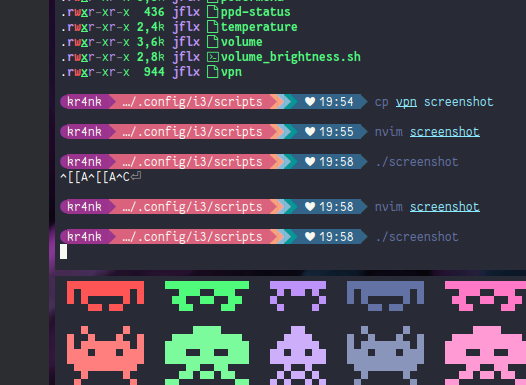 .rwxr-xr-x 436 jflx ppd-status
.rwxr-xr-x 2,4k jflx temperature
.rwxr-xr-x 3,6k jflx volume
.rwxr-xr-x 2,8k jflx volume_brightness.sh
.rwxr-xr-x 944 jflx vpn
kr4nk …/.config/i3/scripts ♥ 19:54 cp vpn screenshot
kr4nk …/.config/i3/scripts ♥ 19:55 nvim screenshot
kr4nk …/.config/i3/scripts ♥ 19:58 ./screenshot
^[[A^[[A^C⏎
kr4nk …/.config/i3/scripts ♥ 19:58 nvim screenshot
kr4nk …/.config/i3/scripts ♥ 19:58 ./screenshot